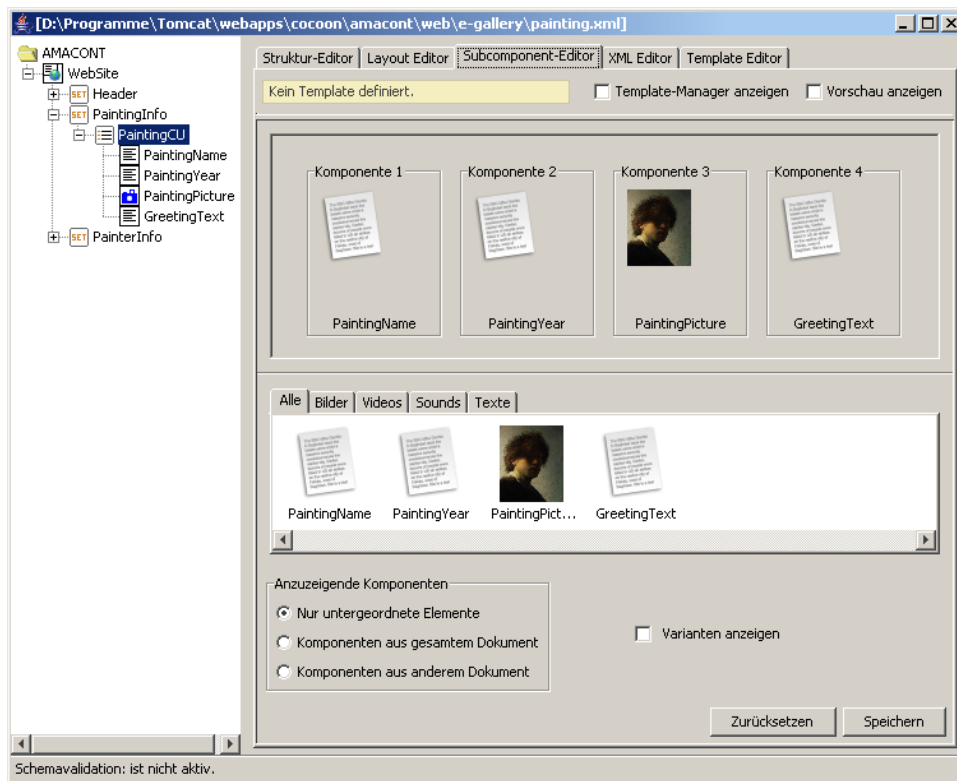 [D:\Programme\Tomcat\webapps\cocoon\amacont\web\e-gallery\painting.xml]
AMACONT
WebSite
SET Header
SET PaintingInfo
PaintingCU
PaintingName
PaintingYear
PaintingPicture
GreetingText
SET PainterInfo
Struktur-Editor Layout Editor Subcomponent-Editor XML Editor Template Editor
Kein Template definiert. Template-Manager anzeigen Vorschau anzeigen
Komponente 1 Komponente 2 Komponente 3 Komponente 4
PaintingName PaintingYear PaintingPicture GreetingText
Alle Bilder Videos Sounds Texte
PaintingName PaintingYear PaintingPict... GreetingText
Anzuzeigende Komponenten
Nur untergeordnete Elemente
Komponenten aus gesamtem Dokument
Komponenten aus anderem Dokument
Varianten anzeigen
Zurücksetzen Speichern
Schemavalidation: ist nicht aktiv.